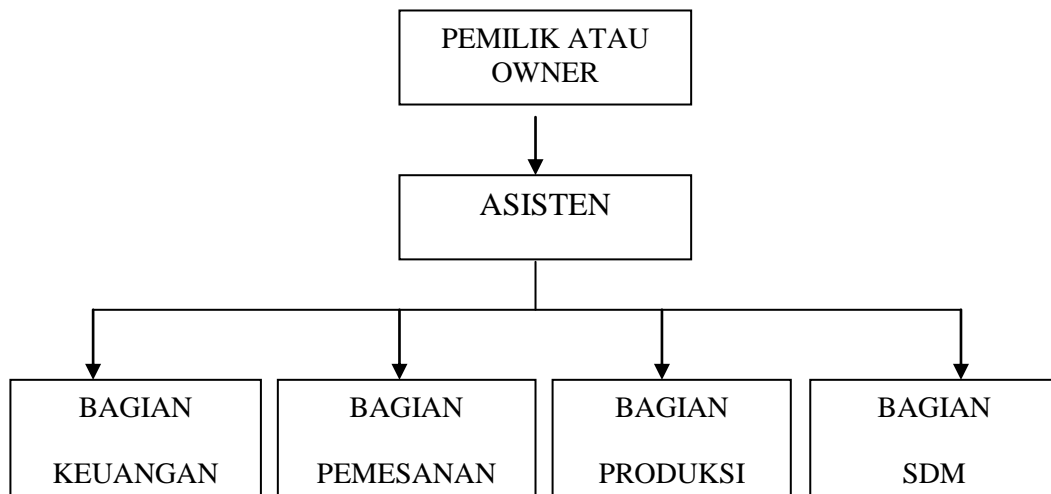 PEMILIK ATAU
OWNER
ASISTEN
BAGIAN
KEUANGAN
BAGIAN
PEMESANAN
BAGIAN
PRODUKSI
BAGIAN
SDM